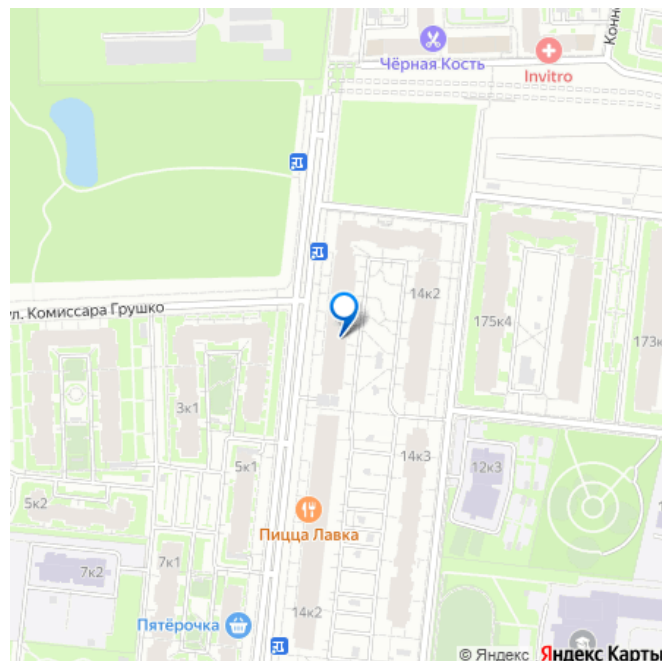 Конн
Чёрная Кость
Invitro
ул. Комиссара Грушко
14к2
175к4
173к
3к1
5к1
14к3
12к3
5к2
Пицца Лавка
7к1
7к2
14к2
Пятёрочка
© Яндекс Яндекс Карты